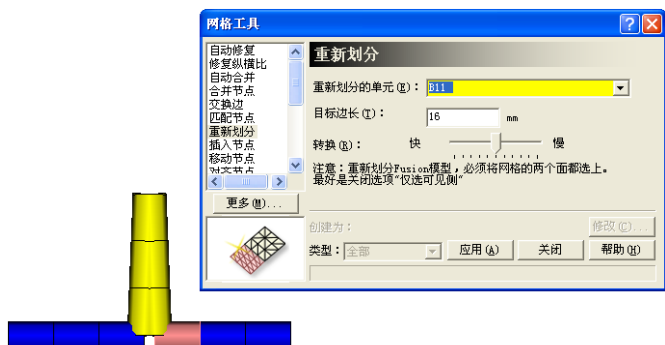 网格工具
自动修复
修复纵横比
自动合并
合并节点
交换边
匹配节点
重新划分
插入节点
移动节点
对齐节点
更多(M)...
重新划分
重新划分的单元(E)： B11
目标边长(T)： 16 mm
转换(R)： 快 慢
注意：重新划分Fusion模型，必须将网格的两个面都选上。
最好是关闭选项“仅选可见侧”
创建为： 修改(C)...
类型：全部 应用(A) 关闭 帮助(H)